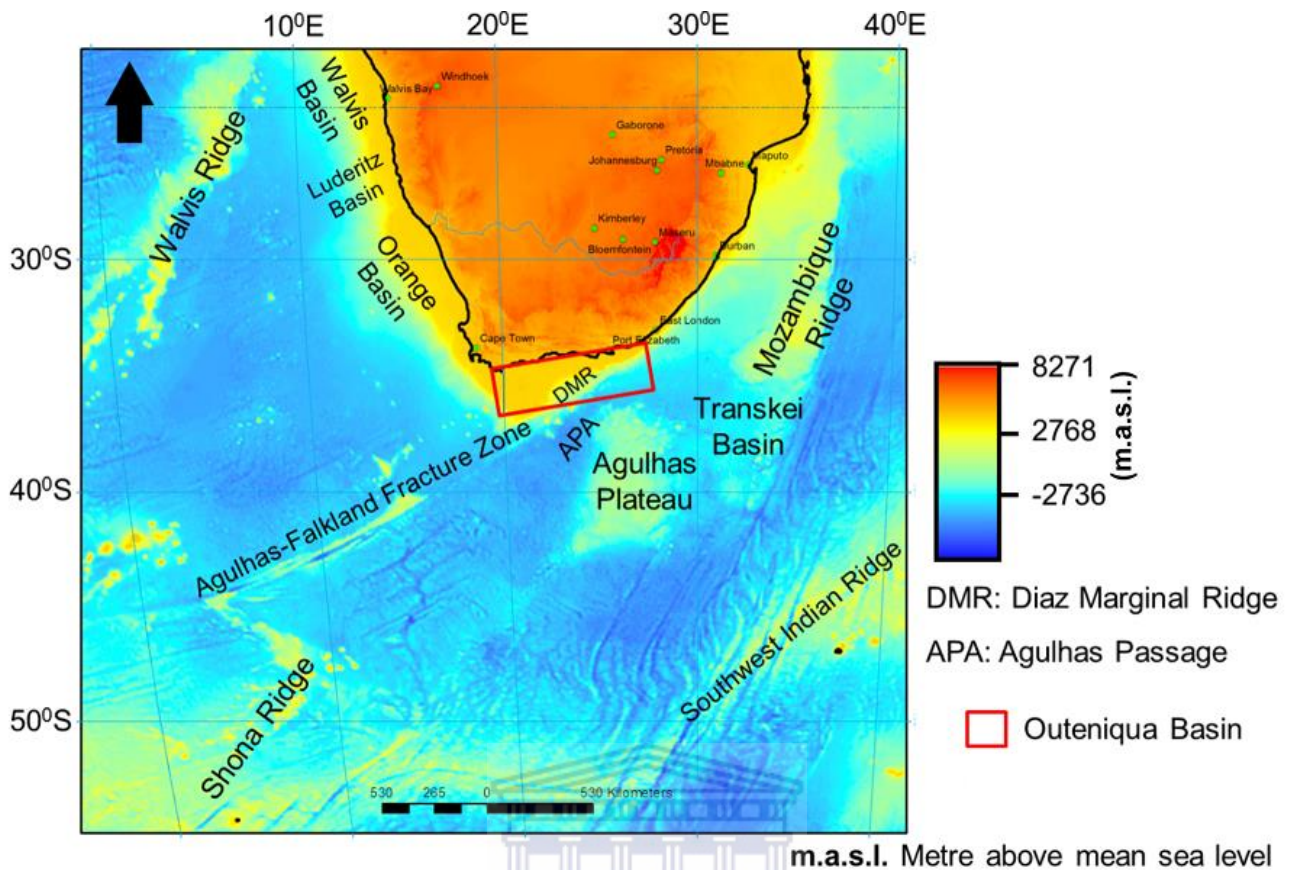 10⁰E
20⁰E
30⁰E
40⁰E
30⁰S
40⁰S
50⁰S
Walvis
Basin
Walvis Bay
Windhoek
Walvis Ridge
Luderitz
Basin
Orange
Basin
Gaborone
Pretoria
Johannesburg
Mbabne
Maputo
Kimberley
Maseru
Bloemfontein
Durban
Mozambique
Ridge
East London
Cape Town
Port Elizabeth
DMR
APA
Transkei
Basin
Agulhas
Plateau
Agulhas-Falkland Fracture Zone
Southwest Indian Ridge
Shona Ridge
530 265 0 530 Kilometers
8271
2768
-2736
(m.a.s.l.)
DMR: Diaz Marginal Ridge
APA: Agulhas Passage
Outeniqua Basin
m.a.s.l. Metre above mean sea level